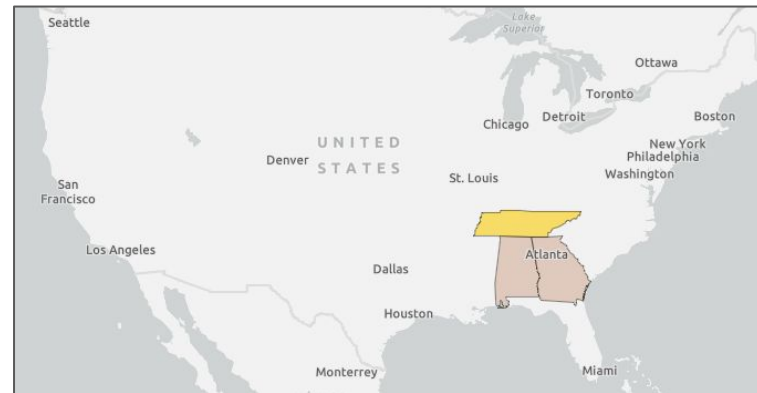 Seattle
Lake
Superior
Ottawa
Toronto
Boston
Chicago
Detroit
New York
UNITED
STATES
Denver
Philadelphia
Washington
St. Louis
San
Francisco
Los Angeles
Atlanta
Dallas
Houston
Monterrey
Miami